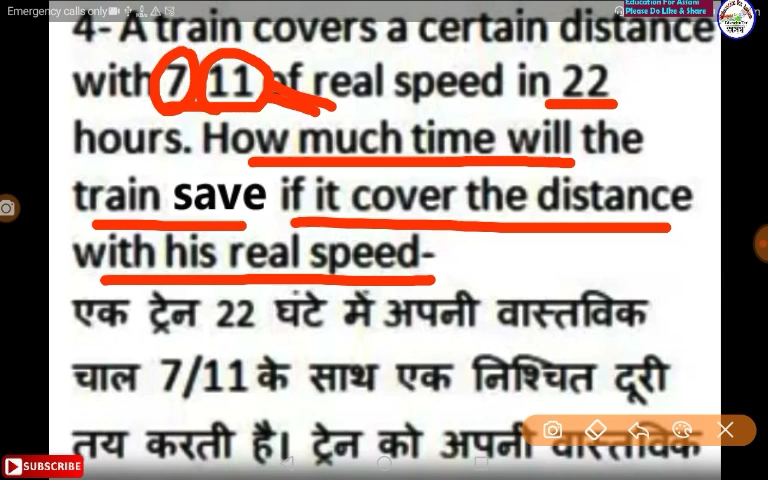 Emergency calls only
Education For Assam
Please Do Like & Share
4- A train covers a certain distance
with 7/11 of real speed in 22
hours. How much time will the
train save if it cover the distance
with his real speed-
एक ट्रेन 22 घंटे में अपनी वास्तविक
चाल 7/11 के साथ एक निश्चित दूरी
तय करती है। ट्रेन को अपनी वास्तविक
SUBSCRIBE